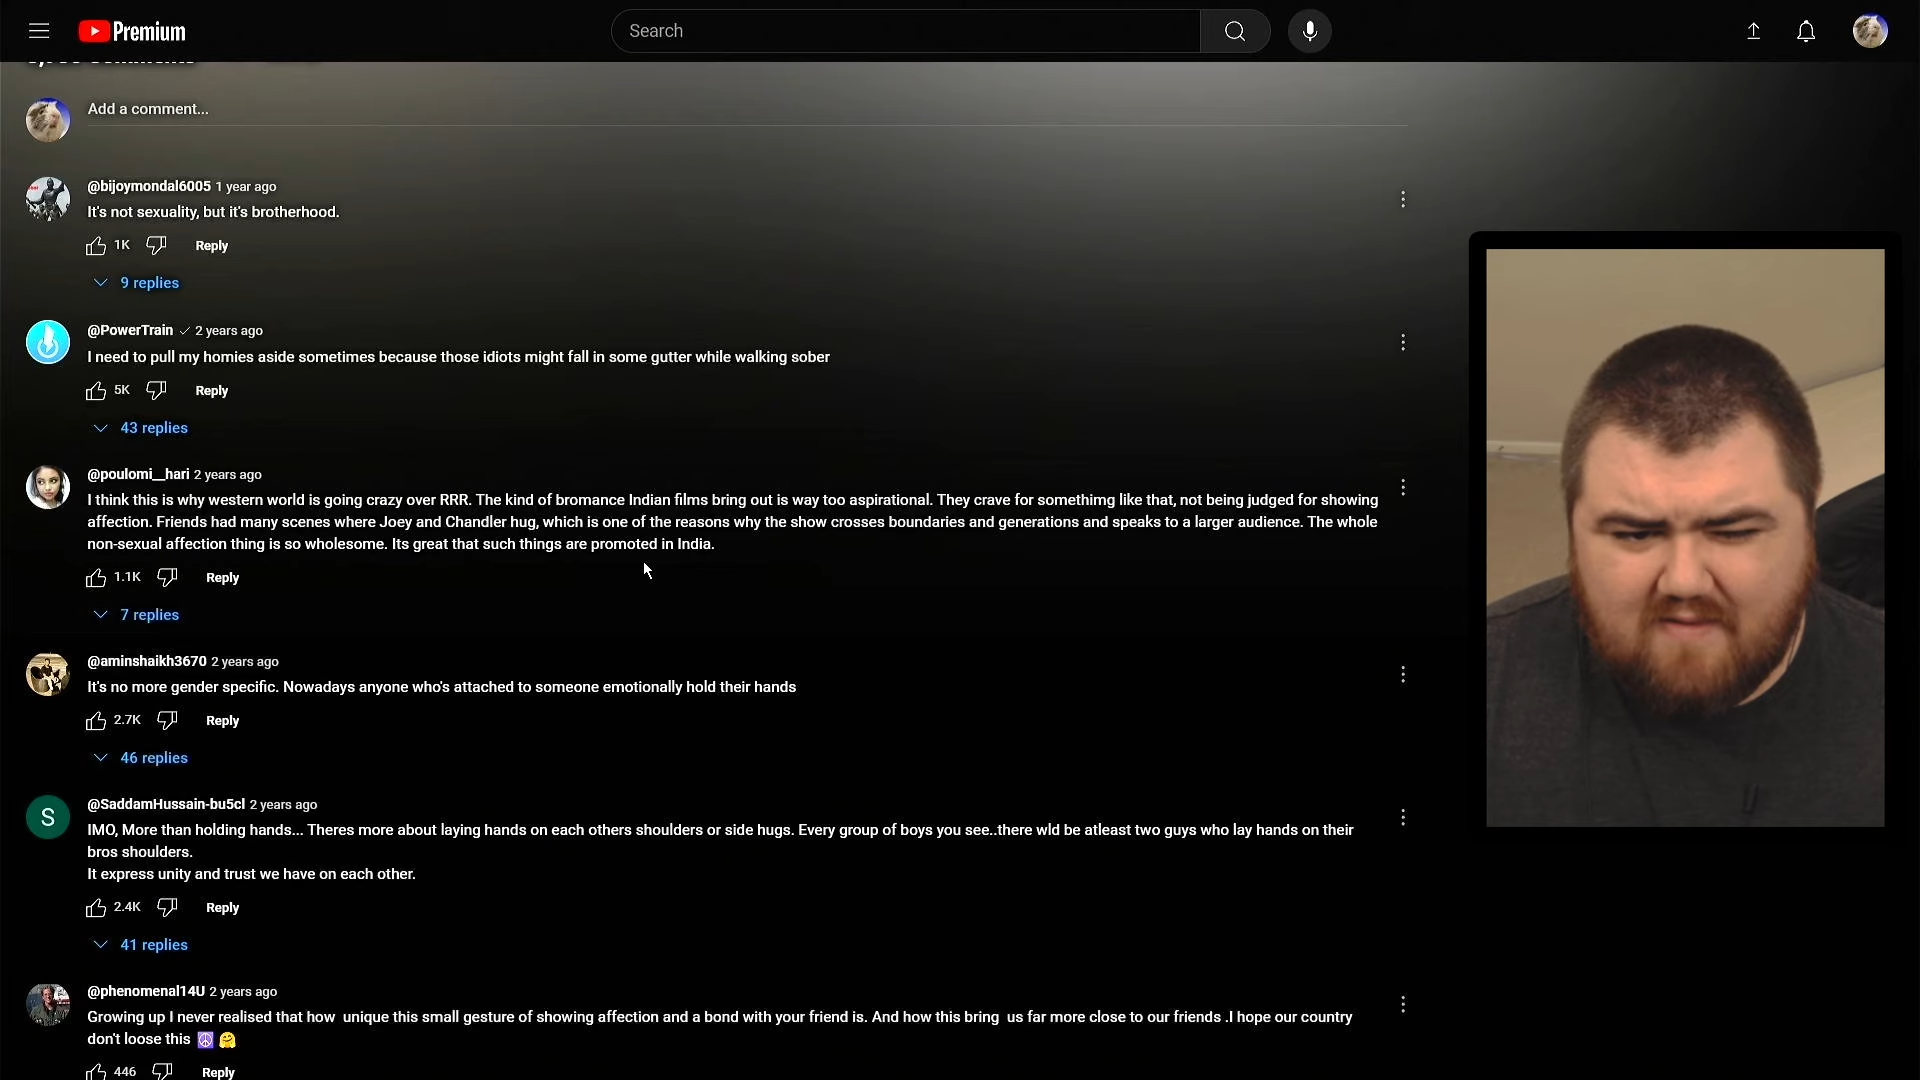 Premium
Search
Add a comment...
@bijoymondal6005 1 year ago
It's not sexuality, but it's brotherhood.
1K Reply
9 replies
@PowerTrain 2 years ago
I need to pull my homies aside sometimes because those idiots might fall in some gutter while walking sober
5K Reply
43 replies
@poulomi__hari 2 years ago
I think this is why western world is going crazy over RRR. The kind of bromance Indian films bring out is way too aspirational. They crave for somethimg like that, not being judged for showing
affection. Friends had many scenes where Joey and Chandler hug, which is one of the reasons why the show crosses boundaries and generations and speaks to a larger audience. The whole
non-sexual affection thing is so wholesome. Its great that such things are promoted in India.
1.1K Reply
7 replies
@aminshaikh3670 2 years ago
It's no more gender specific. Nowadays anyone who's attached to someone emotionally hold their hands
2.7K Reply
46 replies
S
@SaddamHussain-bu5cl 2 years ago
IMO, More than holding hands... Theres more about laying hands on each others shoulders or side hugs. Every group of boys you see..there wld be atleast two guys who lay hands on their
bros shoulders.
It express unity and trust we have on each other.
2.4K Reply
41 replies
@phenomenal14U 2 years ago
Growing up I never realised that how unique this small gesture of showing affection and a bond with your friend is. And how this bring us far more close to our friends .I hope our country
don't loose this ☮️ 🤗
446 Reply